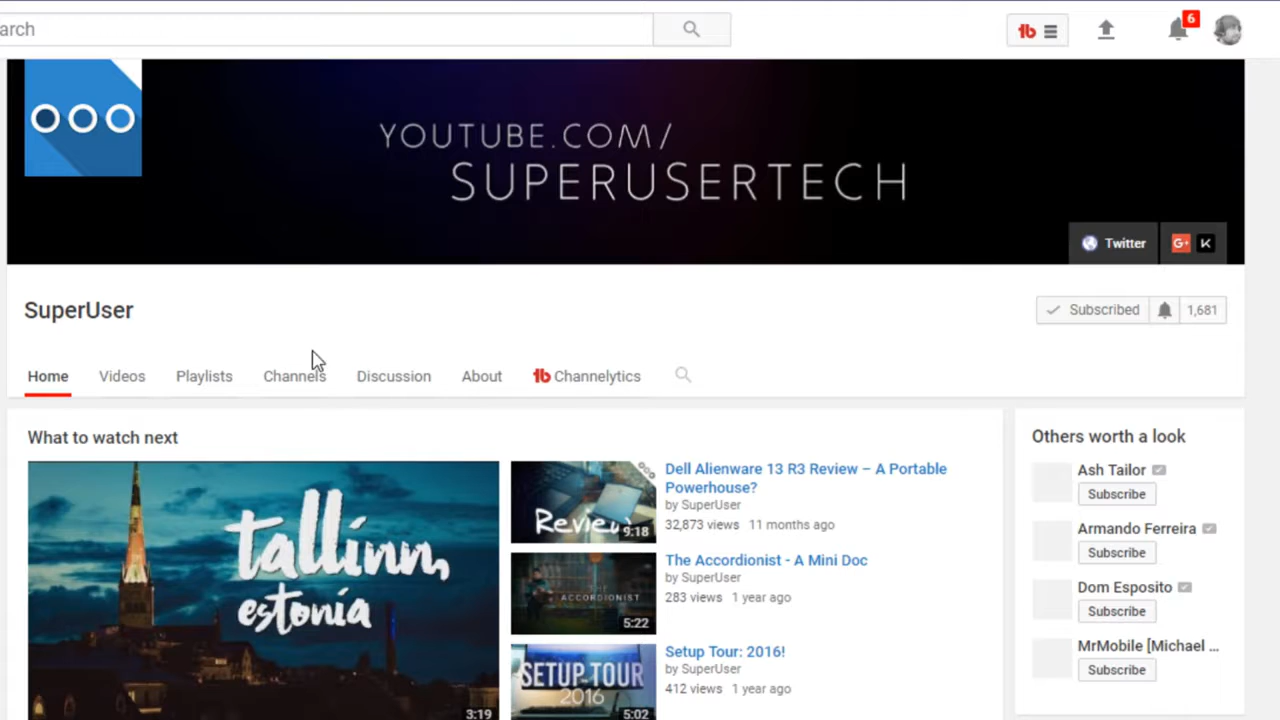 arch
6
YOUTUBE.COM/
SUPERUSERTECH
Twitter
G+
SuperUser
Subscribed
1,681
Home
Videos
Playlists
Channels
Discussion
About
Channelytics
What to watch next
tallinn,
estonia
3:19
Review
9:18
Dell Alienware 13 R3 Review – A Portable
Powerhouse?
by SuperUser
32,873 views 11 months ago
ACCORDIONIST
5:22
The Accordionist - A Mini Doc
by SuperUser
283 views 1 year ago
SETUP TOUR
2016
5:02
Setup Tour: 2016!
by SuperUser
412 views 1 year ago
Others worth a look
Ash Tailor
Subscribe
Armando Ferreira
Subscribe
Dom Esposito
Subscribe
MrMobile [Michael ...
Subscribe